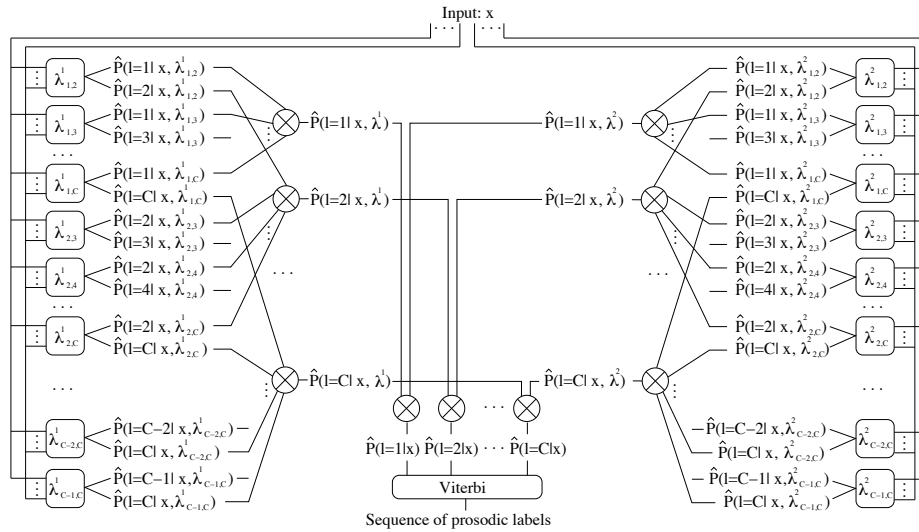 Input: x
· · · · · ·
λ¹1,2 P̂(l=1| x, λ¹1,2)
P̂(l=2| x, λ¹1,2)
λ¹1,3 P̂(l=1| x, λ¹1,3)
P̂(l=3| x, λ¹1,3)
· · ·
λ¹1,C P̂(l=1| x, λ¹1,C)
P̂(l=C| x, λ¹1,C)
λ¹2,3 P̂(l=2| x, λ¹2,3)
P̂(l=3| x, λ¹2,3)
λ¹2,4 P̂(l=2| x, λ¹2,4)
P̂(l=4| x, λ¹2,4)
· · ·
λ¹2,C P̂(l=2| x, λ¹2,C)
P̂(l=C| x, λ¹2,C)
· · ·
λ¹C−2,C P̂(l=C−2| x, λ¹C−2,C)
P̂(l=C| x, λ¹C−2,C)
λ¹C−1,C P̂(l=C−1| x, λ¹C−1,C)
P̂(l=C| x, λ¹C−1,C)
P̂(l=1| x, λ¹)
P̂(l=2| x, λ¹)
· · ·
P̂(l=C| x, λ¹)
P̂(l=1| x, λ²)
P̂(l=2| x, λ²)
· · ·
P̂(l=C| x, λ²)
P̂(l=1| x, λ²1,2) λ²1,2
P̂(l=2| x, λ²1,2)
P̂(l=1| x, λ²1,3) λ²1,3
P̂(l=3| x, λ²1,3)
· · ·
P̂(l=1| x, λ²1,C) λ²1,C
P̂(l=C| x, λ²1,C)
P̂(l=2| x, λ²2,3) λ²2,3
P̂(l=3| x, λ²2,3)
P̂(l=2| x, λ²2,4) λ²2,4
P̂(l=4| x, λ²2,4)
· · ·
P̂(l=2| x, λ²2,C) λ²2,C
P̂(l=C| x, λ²2,C)
· · ·
P̂(l=C−2| x, λ²C−2,C) λ²C−2,C
P̂(l=C| x, λ²C−2,C)
P̂(l=C−1| x, λ²C−1,C) λ²C−1,C
P̂(l=C| x, λ²C−1,C)
· · ·
P̂(l=1|x) P̂(l=2|x) · · · P̂(l=C|x)
Viterbi
Sequence of prosodic labels